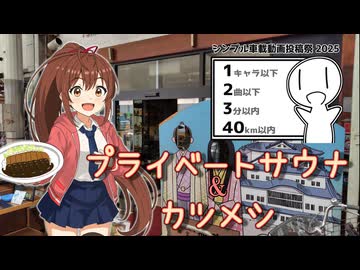 シンプル車載動画投稿祭 2025
1キャラ以下
2曲以下
3分以内
40km以内
プライベートサウナ
&
カツメシ